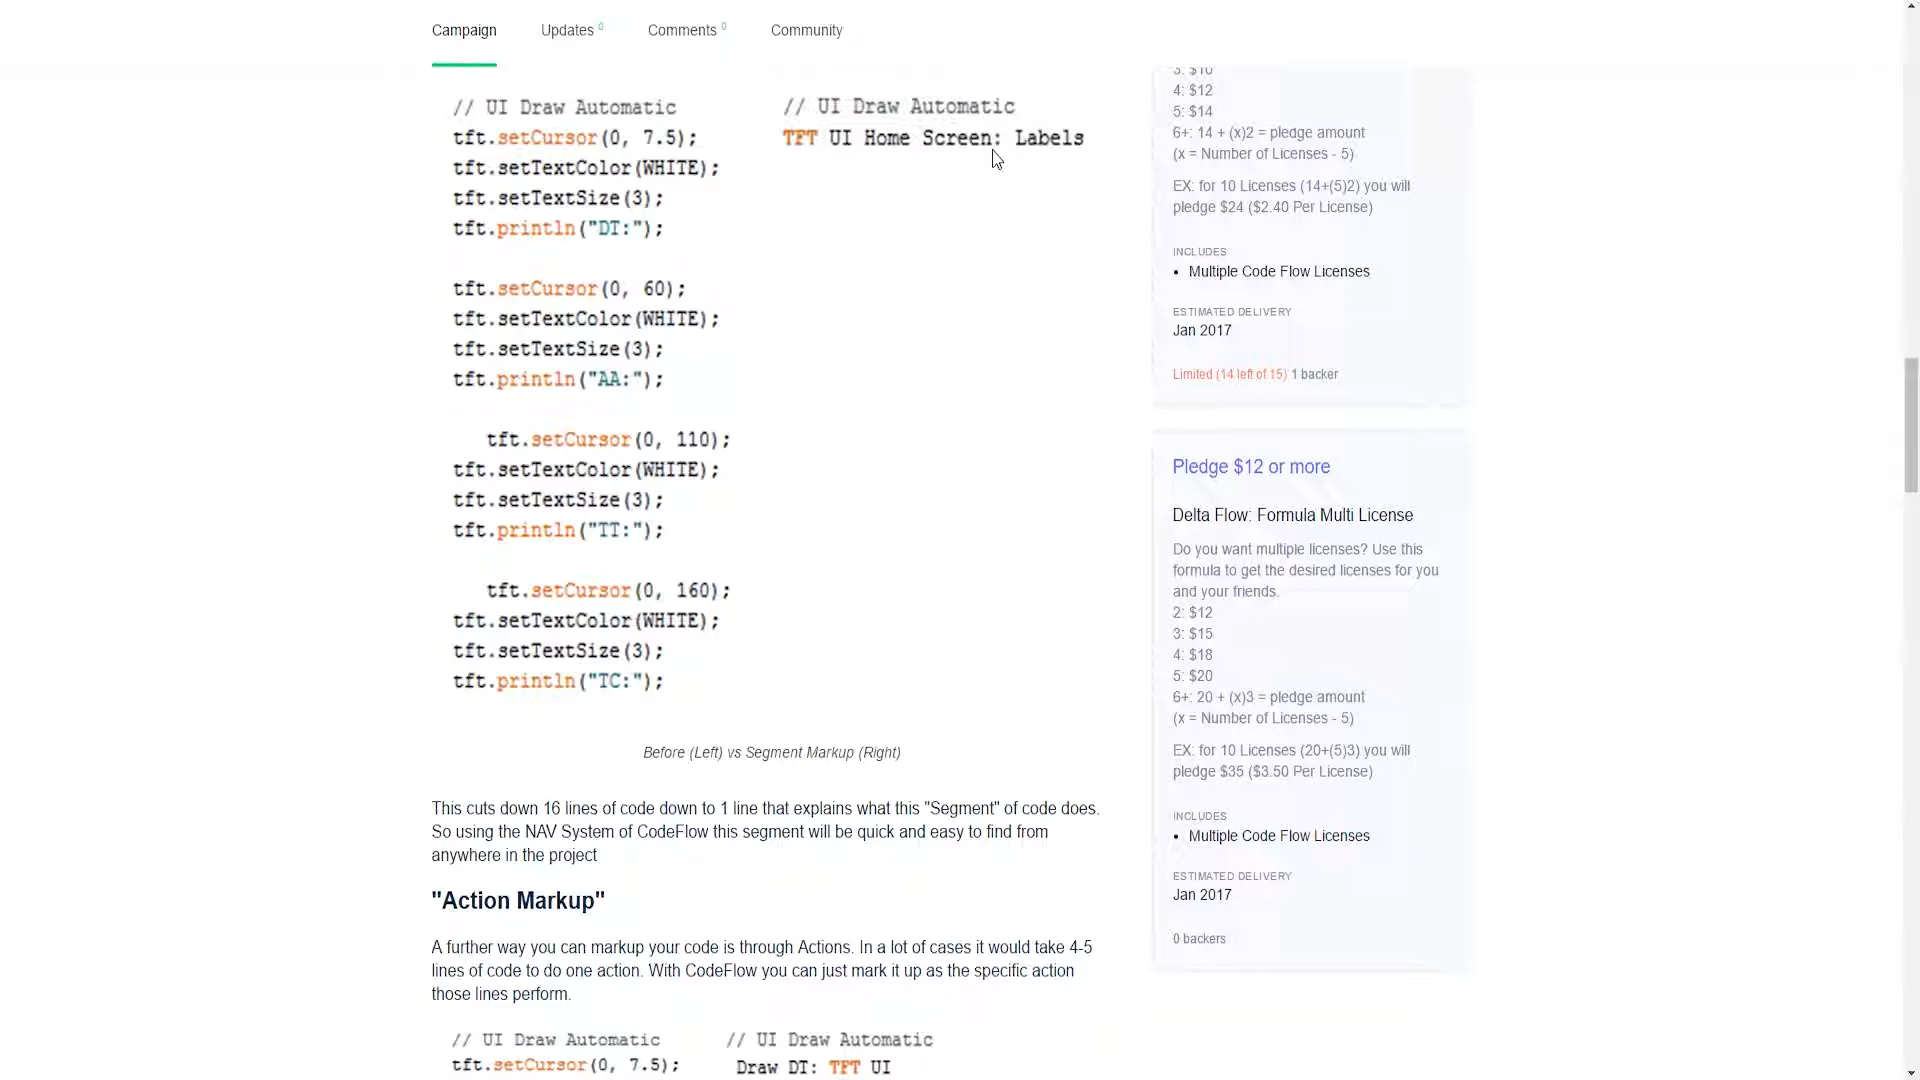 Campaign
Updates 0
Comments 0
Community
// UI Draw Automatic
tft.setCursor(0, 7.5);
tft.setTextColor(WHITE);
tft.setTextSize(3);
tft.println("DT:");
tft.setCursor(0, 60);
tft.setTextColor(WHITE);
tft.setTextSize(3);
tft.println("AA:");
tft.setCursor(0, 110);
tft.setTextColor(WHITE);
tft.setTextSize(3);
tft.println("TT:");
tft.setCursor(0, 160);
tft.setTextColor(WHITE);
tft.setTextSize(3);
tft.println("TC:");
// UI Draw Automatic
TFT UI Home Screen: Labels
Before (Left) vs Segment Markup (Right)
This cuts down 16 lines of code down to 1 line that explains what this "Segment" of code does.
So using the NAV System of CodeFlow this segment will be quick and easy to find from
anywhere in the project
"Action Markup"
A further way you can markup your code is through Actions. In a lot of cases it would take 4-5
lines of code to do one action. With CodeFlow you can just mark it up as the specific action
those lines perform.
// UI Draw Automatic
tft.setCursor(0, 7.5);
// UI Draw Automatic
Draw DT: TFT UI
3: $10
4: $12
5: $14
6+: 14 + (x)2 = pledge amount
(x = Number of Licenses - 5)
EX: for 10 Licenses (14+(5)2) you will
pledge $24 ($2.40 Per License)
INCLUDES
• Multiple Code Flow Licenses
ESTIMATED DELIVERY
Jan 2017
Limited (14 left of 15) 1 backer
Pledge $12 or more
Delta Flow: Formula Multi License
Do you want multiple licenses? Use this
formula to get the desired licenses for you
and your friends.
2: $12
3: $15
4: $18
5: $20
6+: 20 + (x)3 = pledge amount
(x = Number of Licenses - 5)
EX: for 10 Licenses (20+(5)3) you will
pledge $35 ($3.50 Per License)
INCLUDES
• Multiple Code Flow Licenses
ESTIMATED DELIVERY
Jan 2017
0 backers